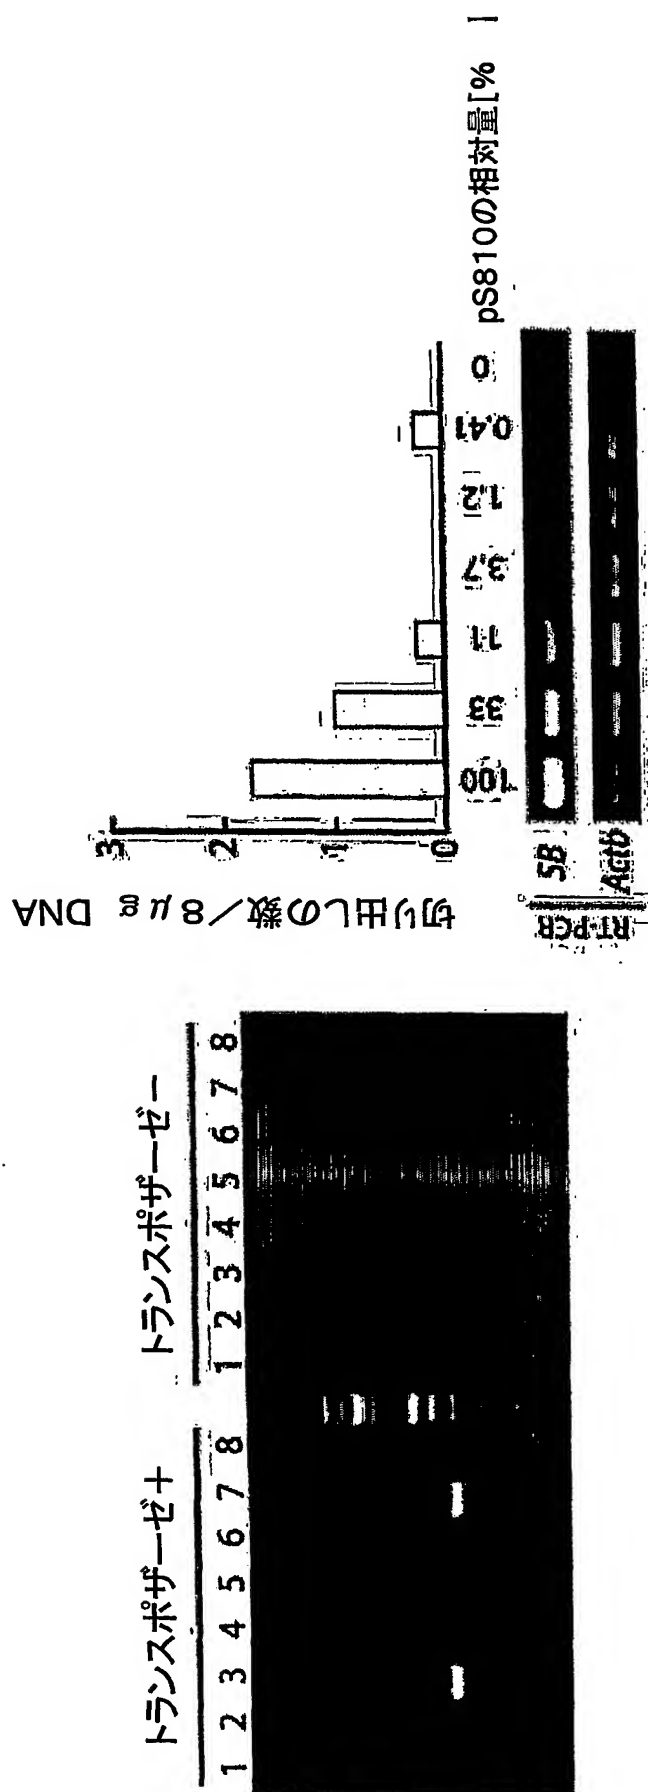 トランスポザーゼ+
トランスポザーゼ−
1 2 3 4 5 6 7 8
1 2 3 4 5 6 7 8
切り出しの数/8μg DNA
3
2
1
0
100 33 11 3.7 1.2 0.41 0
pS810の相対量[% ]
RT-PCR
SB
Actb